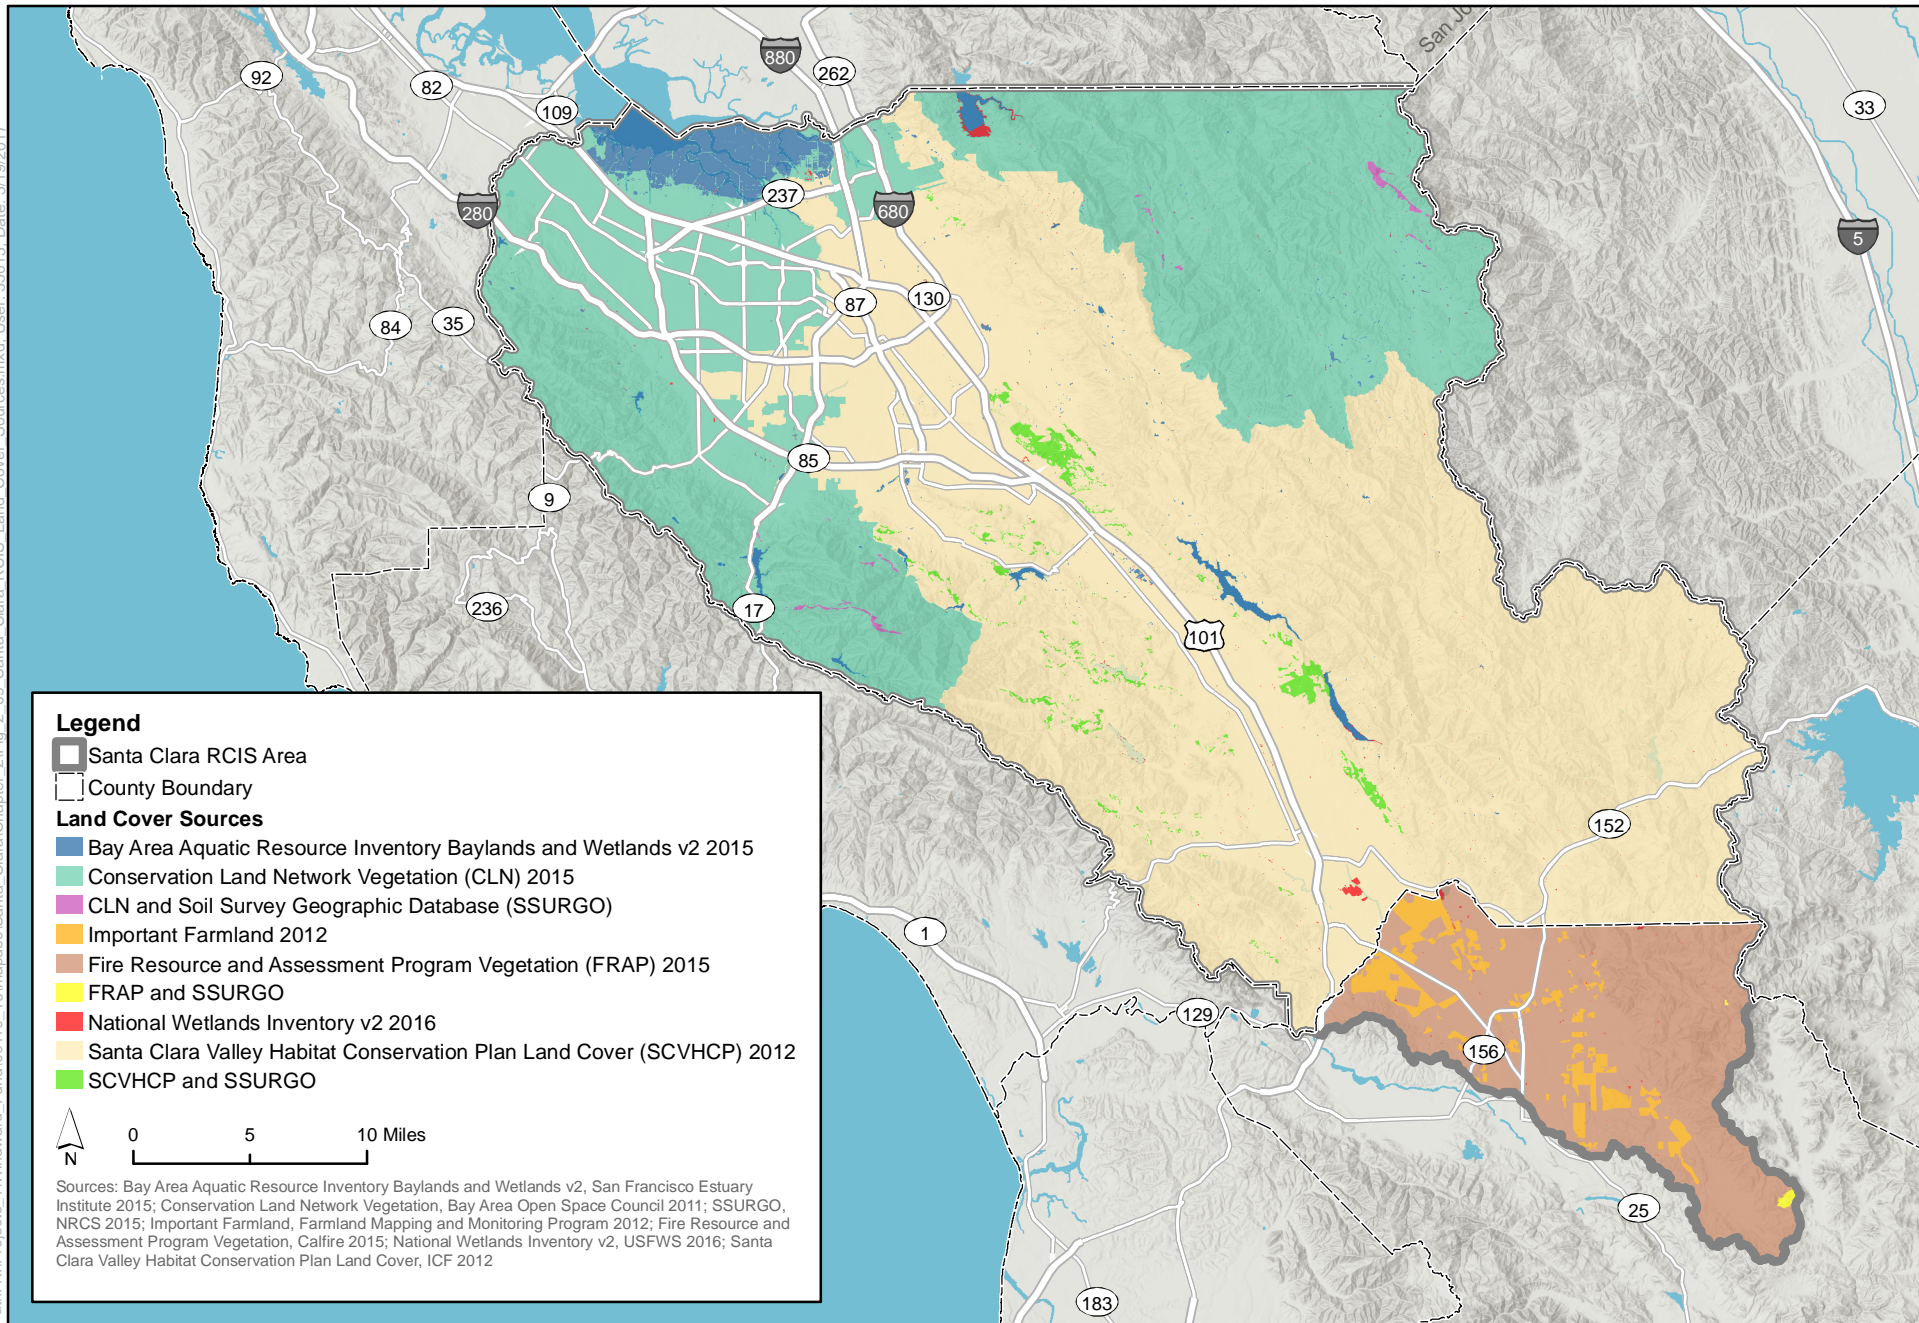 880
262
92
82
109
33
San Jo
237
280
680
5
87
130
84
35
85
9
236
17
101
152
1
129
156
25
183
Legend
Santa Clara RCIS Area
County Boundary
Land Cover Sources
Bay Area Aquatic Resource Inventory Baylands and Wetlands v2 2015
Conservation Land Network Vegetation (CLN) 2015
CLN and Soil Survey Geographic Database (SSURGO)
Important Farmland 2012
Fire Resource and Assessment Program Vegetation (FRAP) 2015
FRAP and SSURGO
National Wetlands Inventory v2 2016
Santa Clara Valley Habitat Conservation Plan Land Cover (SCVHCP) 2012
SCVHCP and SSURGO
N
0 5 10 Miles
Sources: Bay Area Aquatic Resource Inventory Baylands and Wetlands v2, San Francisco Estuary
Institute 2015; Conservation Land Network Vegetation, Bay Area Open Space Council 2011; SSURGO,
NRCS 2015; Important Farmland, Farmland Mapping and Monitoring Program 2012; Fire Resource and
Assessment Program Vegetation, Calfire 2015; National Wetlands Inventory v2, USFWS 2016; Santa
Clara Valley Habitat Conservation Plan Land Cover, ICF 2012